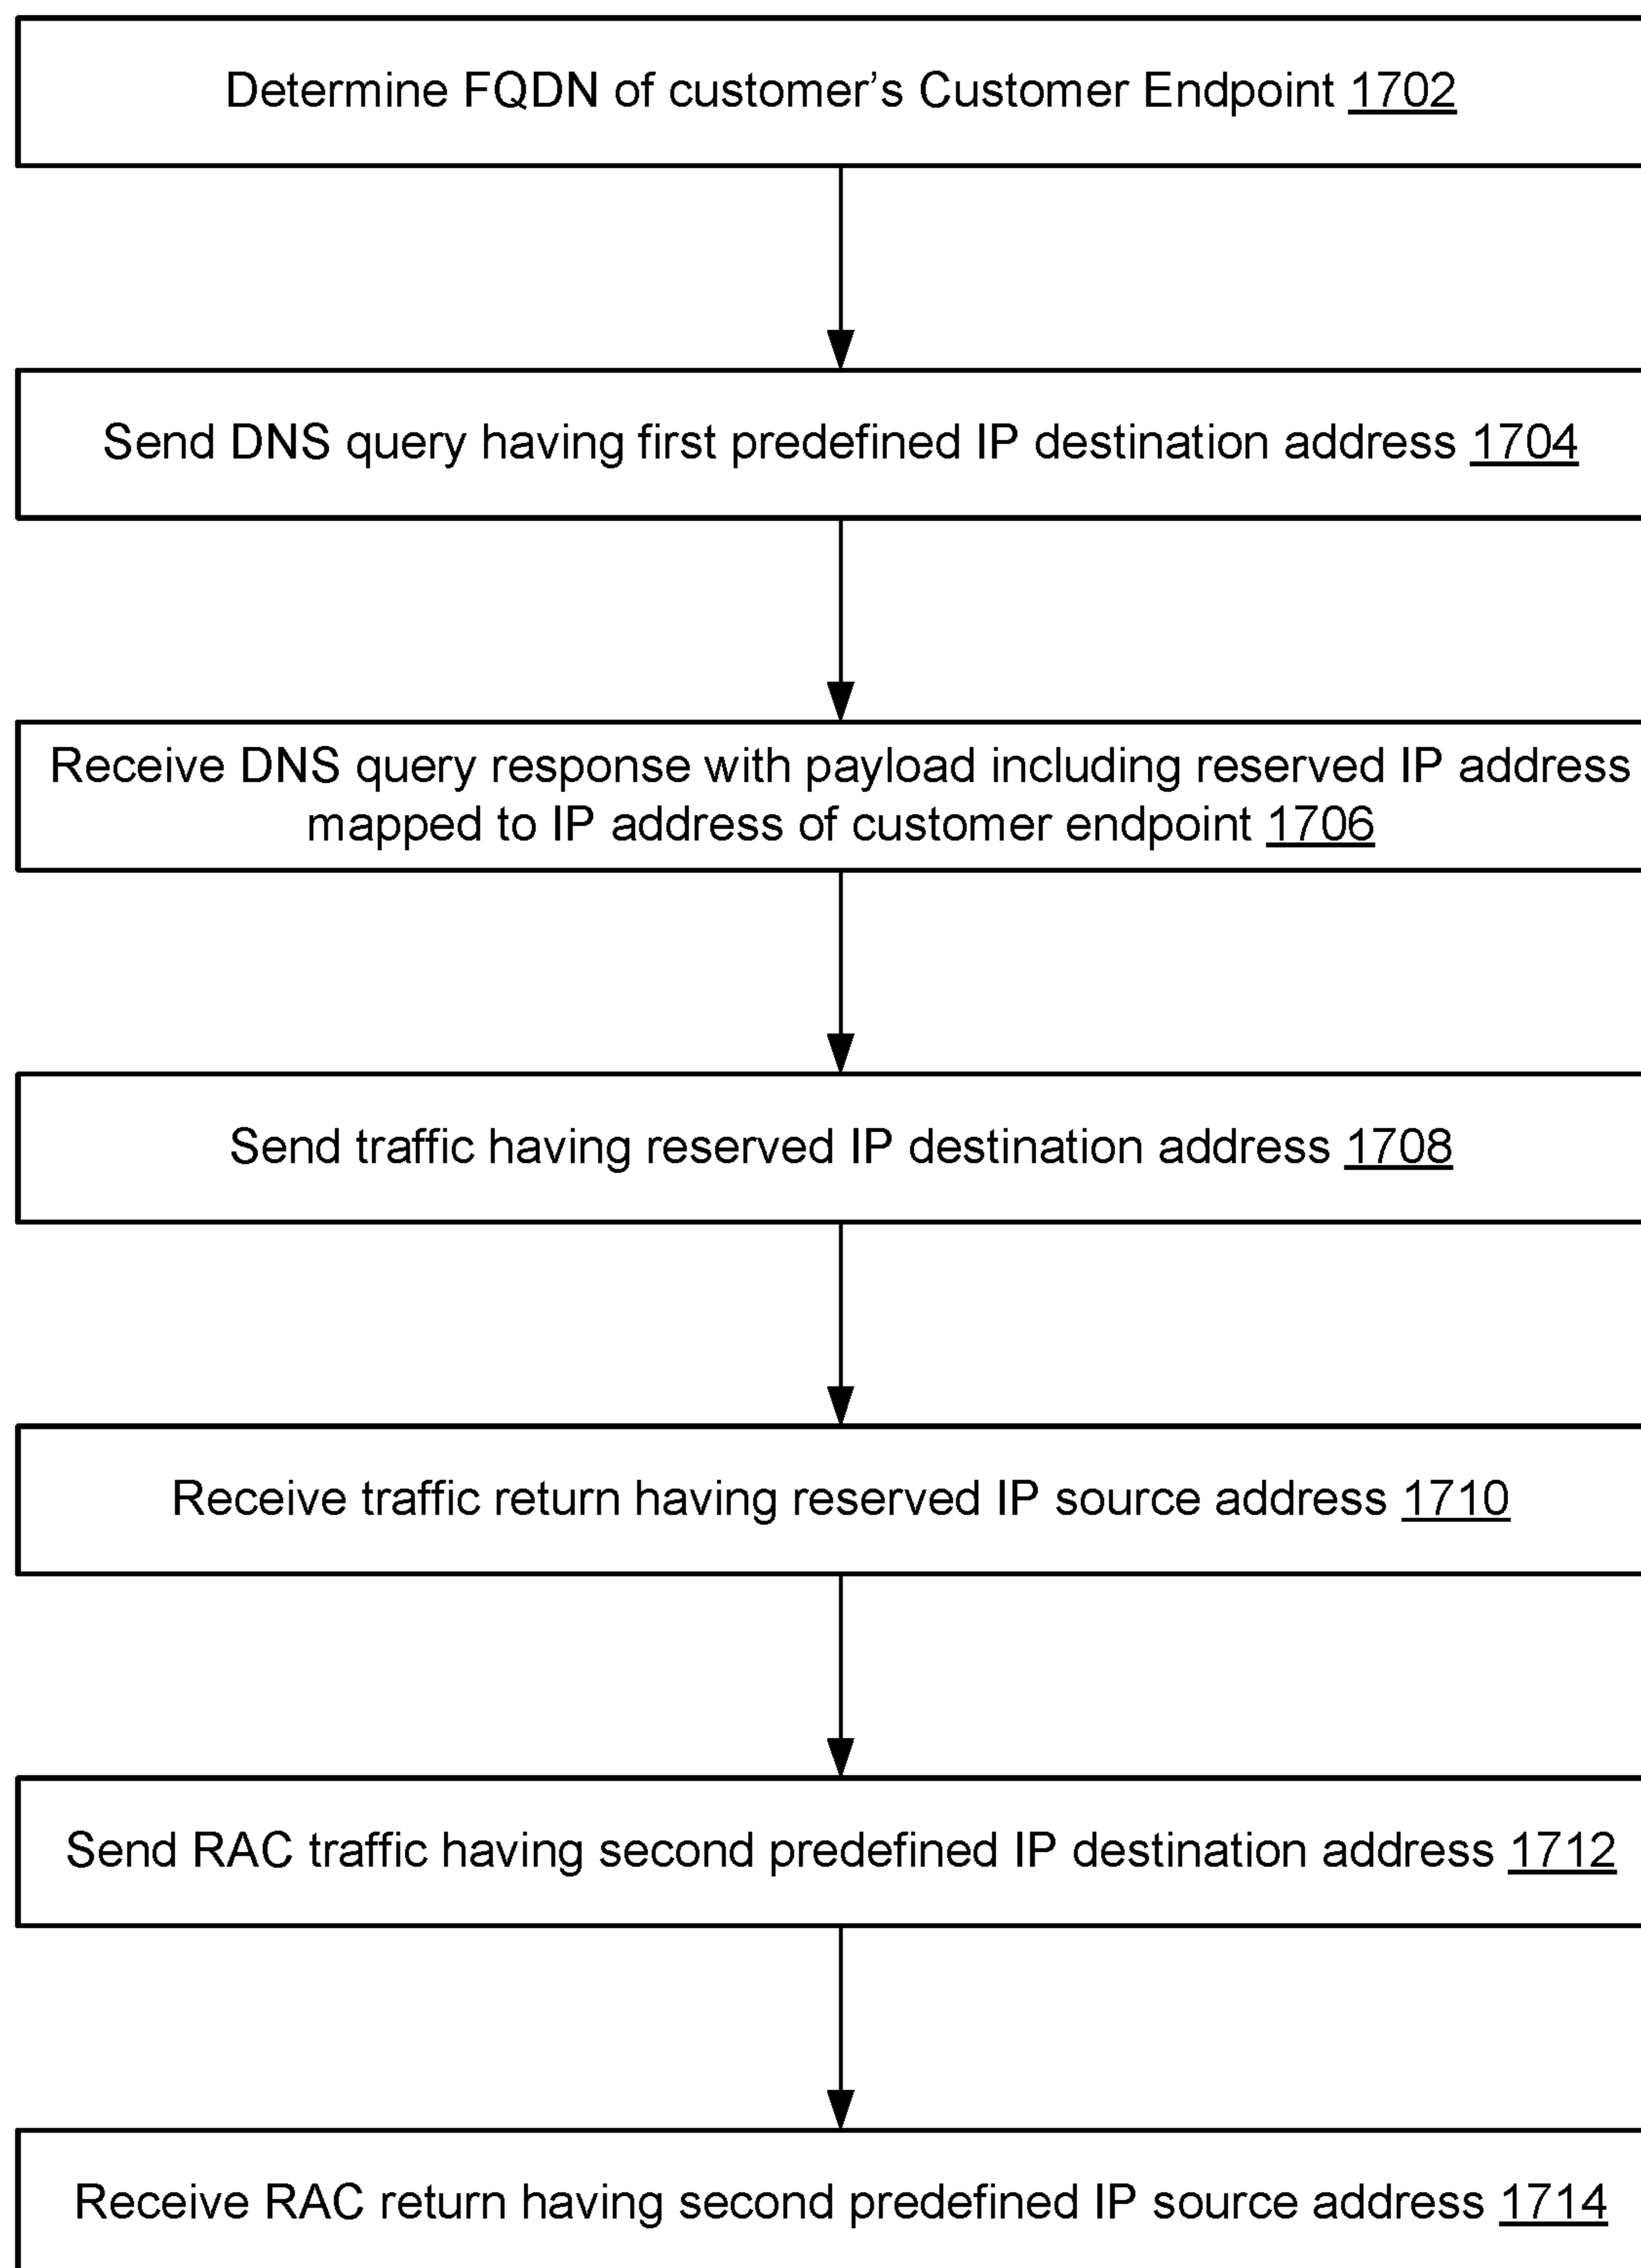 Determine FQDN of customer’s Customer Endpoint 1702
Send DNS query having first predefined IP destination address 1704
Receive DNS query response with payload including reserved IP address
mapped to IP address of customer endpoint 1706
Send traffic having reserved IP destination address 1708
Receive traffic return having reserved IP source address 1710
Send RAC traffic having second predefined IP destination address 1712
Receive RAC return having second predefined IP source address 1714